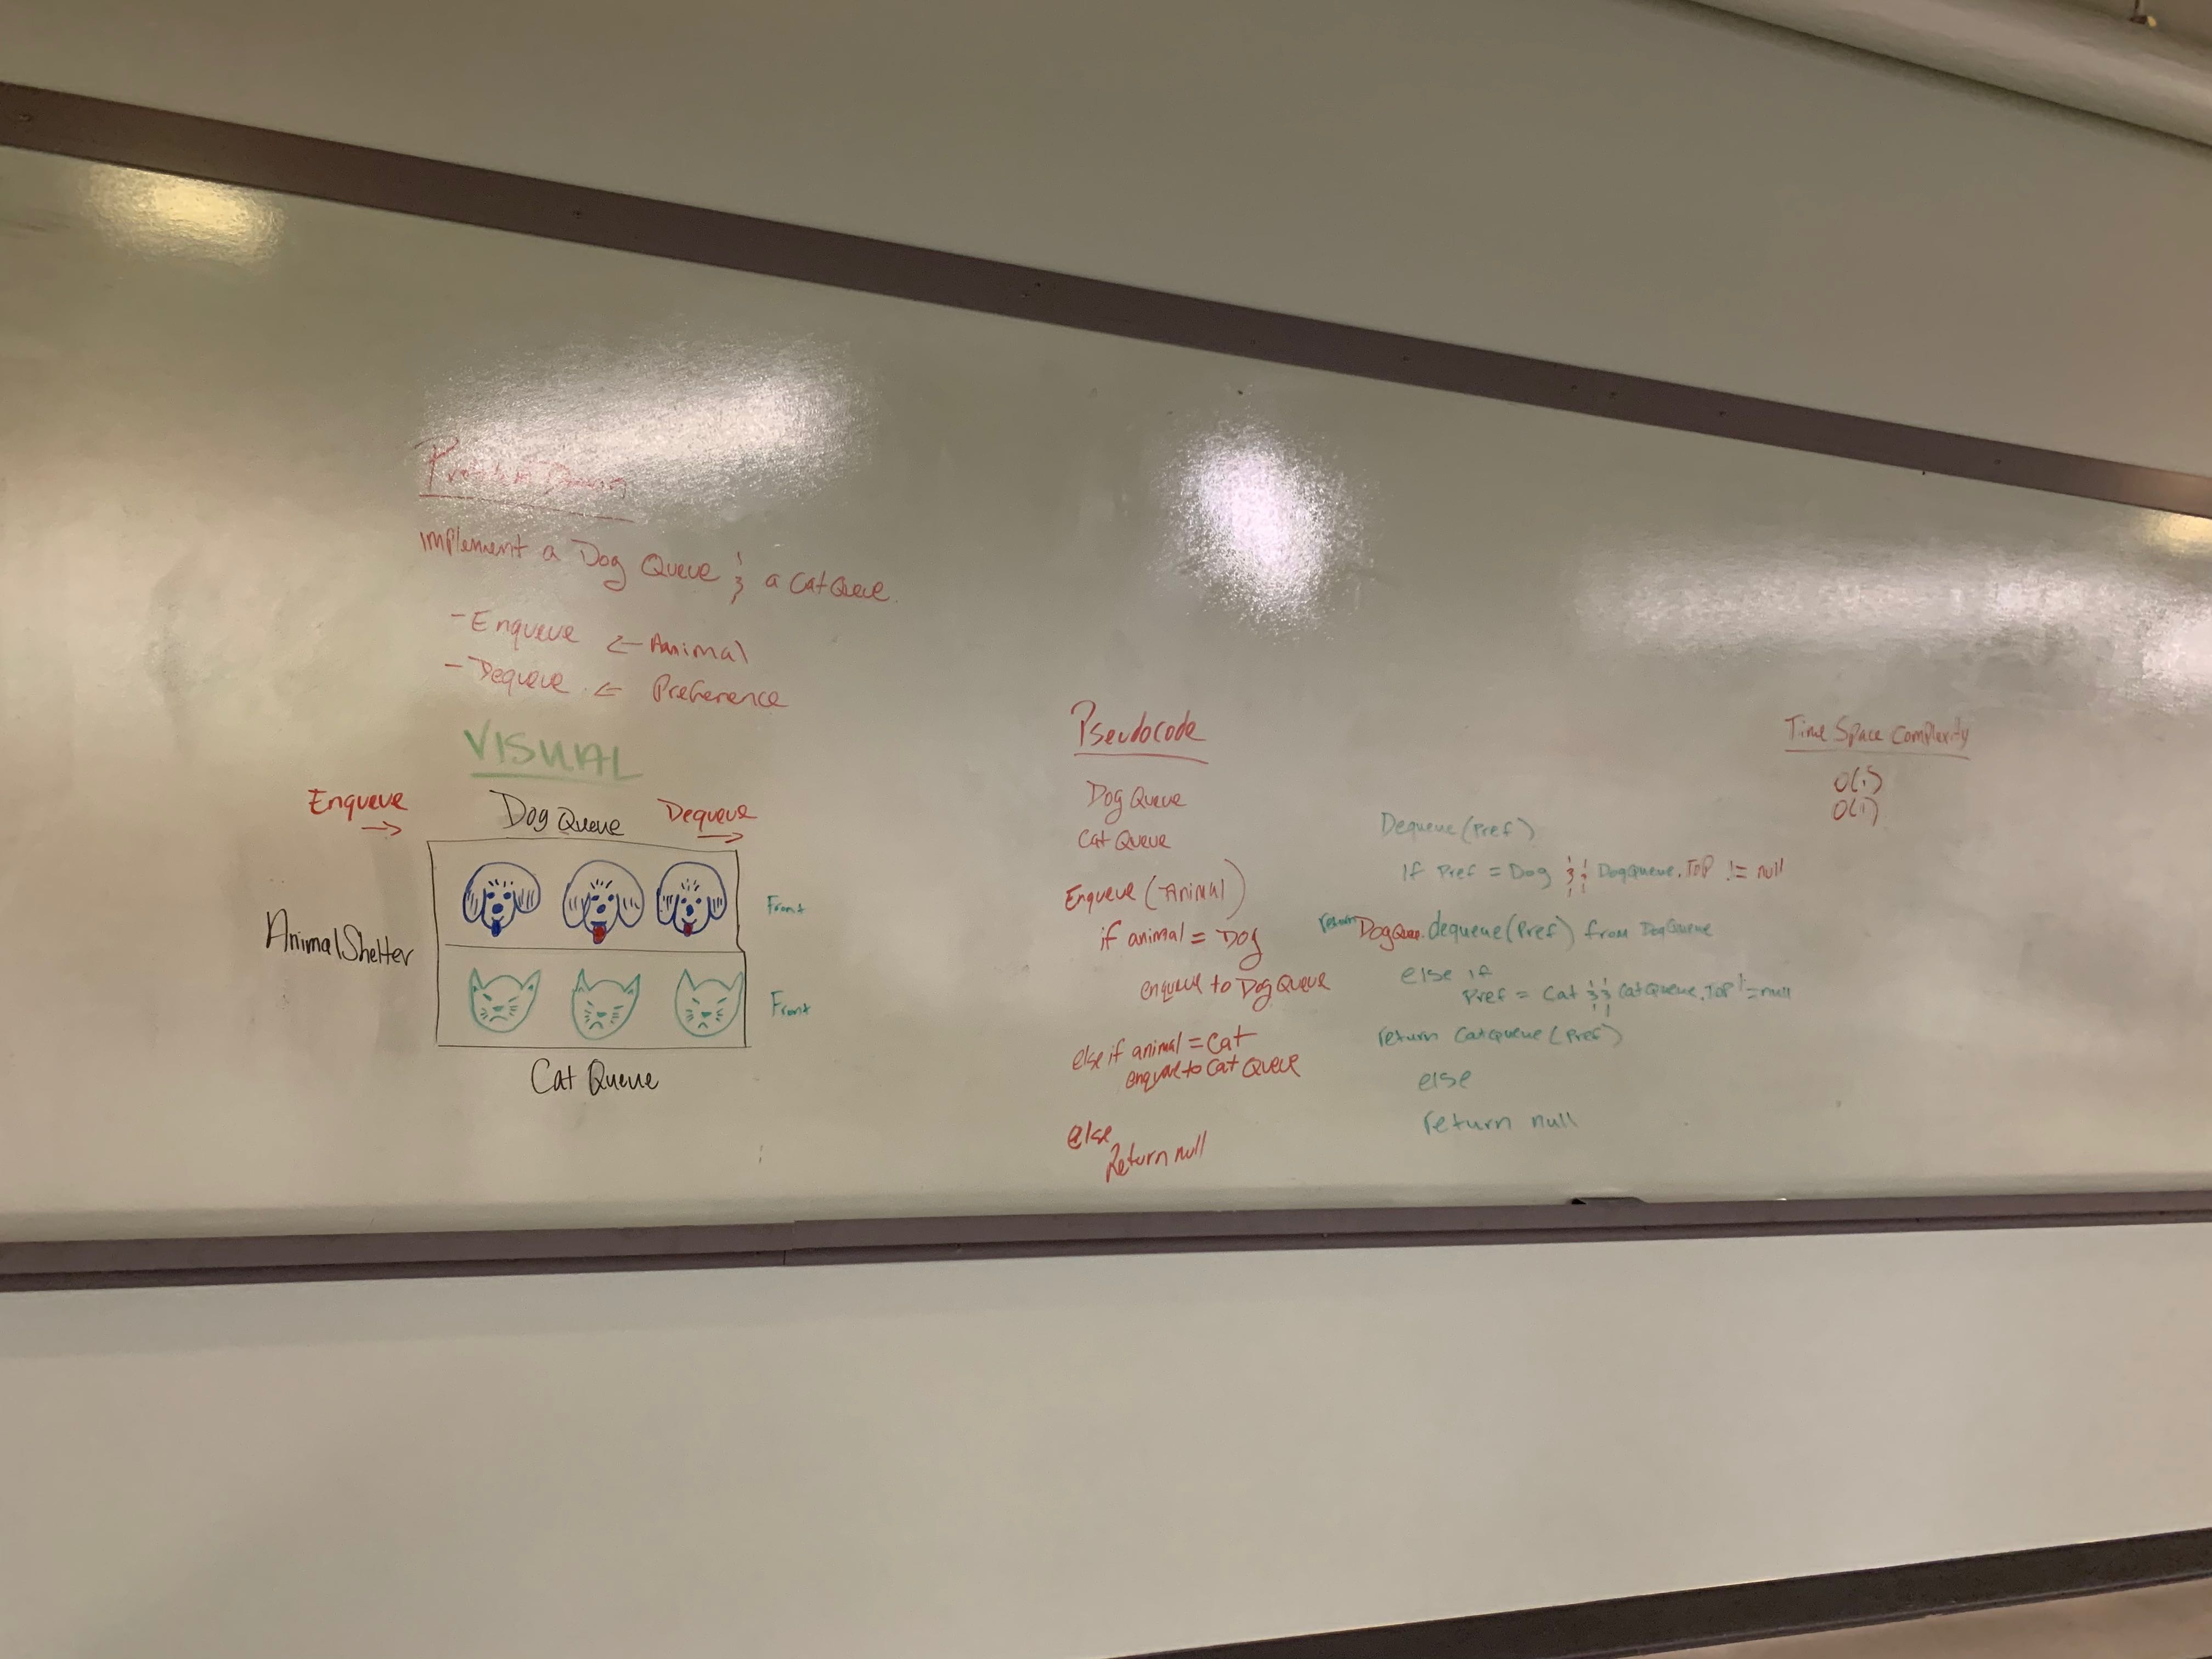 Problem Domain
Implement a Dog Queue & a Cat Queue.
- Enqueue ← Animal
- Dequeue ← Preference
VISUAL
Enqueue →
Dog Queue
Dequeue →
AnimalShelter
Front
Front
Cat Queue
Pseudocode
Dog Queue
Cat Queue
Enqueue (Animal)
if animal = Dog
enqueue to Dog Queue
else if animal = Cat
enqueue to Cat Queue
else
Return null
Dequeue (Pref)
If Pref = Dog && DogQueue.TOP != null
return DogQueue.dequeue(Pref) from DogQueue
else if
Pref = Cat && CatQueue.TOP != null
return CatQueue (Pref)
else
return null
Time Space Complexity
O(1)
O(1)